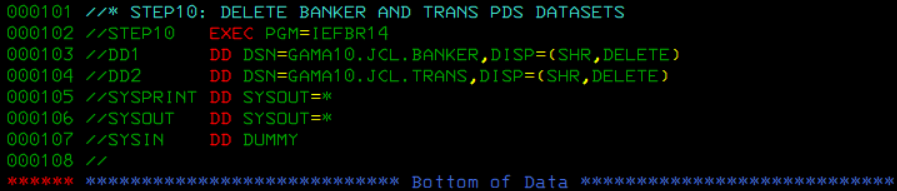 000101 //* STEP10: DELETE BANKER AND TRANS PDS DATASETS
000102 //STEP10   EXEC PGM=IEFBR14
000103 //DD1      DD DSN=GAMA10.JCL.BANKER,DISP=(SHR,DELETE)
000104 //DD2      DD DSN=GAMA10.JCL.TRANS,DISP=(SHR,DELETE)
000105 //SYSPRINT DD SYSOUT=*
000106 //SYSOUT   DD SYSOUT=*
000107 //SYSIN    DD DUMMY
000108 //
****** **************************** Bottom of Data ****************************